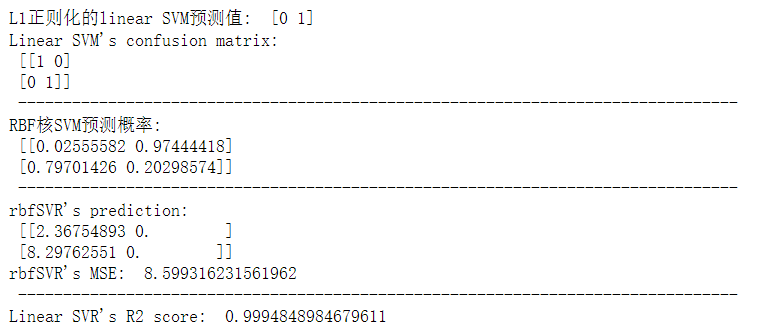 L1正则化的linear SVM预测值: [0 1]
Linear SVM's confusion matrix:
[[1 0]
[0 1]]
--------------------------------------------------------------------------------
RBF核SVM预测概率:
[[0.02555582 0.97444418]
[0.79701426 0.20298574]]
--------------------------------------------------------------------------------
rbfSVR's prediction:
[[2.36754893 0.        ]
[8.29762551 0.        ]]
rbfSVR's MSE:  8.599316231561962
--------------------------------------------------------------------------------
Linear SVR's R2 score:  0.9994848984679611